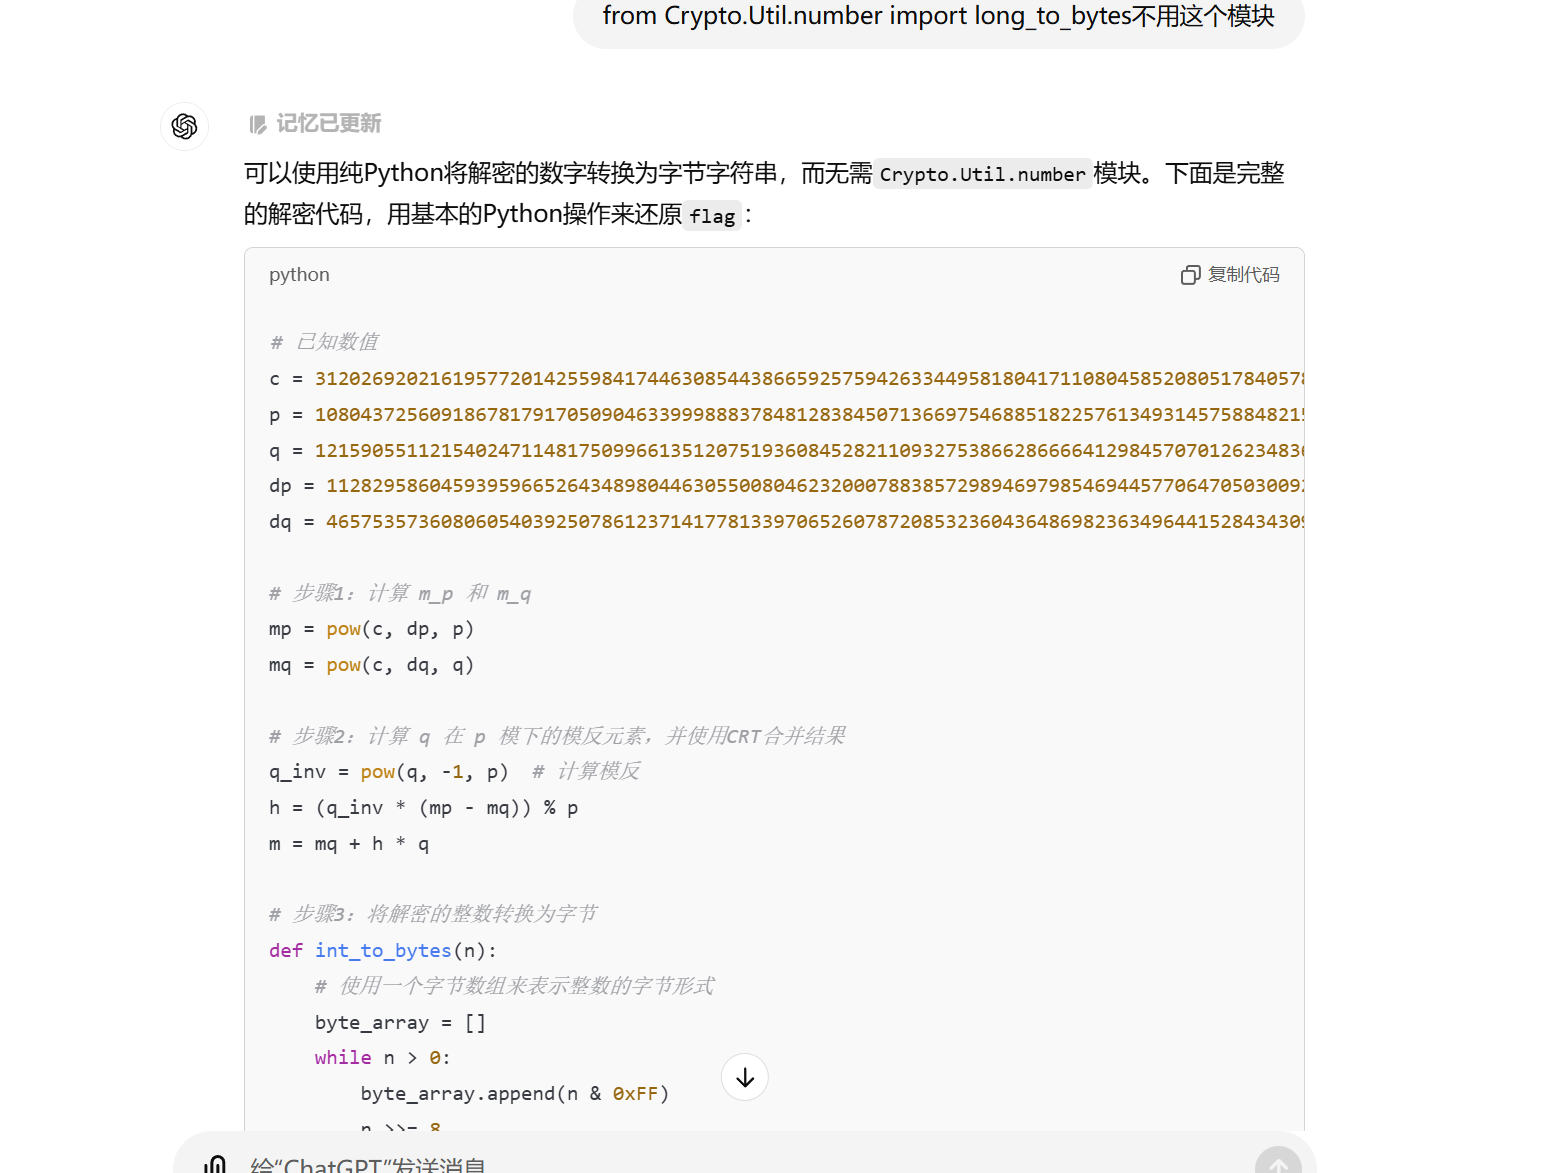 from Crypto.Util.number import long_to_bytes不用这个模块
记忆已更新
可以使用纯Python将解密的数字转换为字节字符串，而无需 Crypto.Util.number 模块。下面是完整
的解密代码，用基本的Python操作来还原 flag ：
python
复制代码
# 已知数值
c = 312026920216195772014255984174463085443866592575942633449581804171108045852080517840578
p = 108043725609186781791705090463399988837848128384507136697546885182257613493145758848215
q = 1215905511215402471148175099661351207519360845282110932753866286666412984570701262348 36
dp = 11282958604593959665264348980446305500804623200078838572989469798546944577064705030092
dq = 46575357360806054039250786123714177813397065260787208532360436486982363496441528434309
# 步骤1：计算 m_p 和 m_q
mp = pow(c, dp, p)
mq = pow(c, dq, q)
# 步骤2：计算 q 在 p 模下的模反元素，并使用CRT合并结果
q_inv = pow(q, -1, p)  # 计算模反
h = (q_inv * (mp - mq)) % p
m = mq + h * q
# 步骤3：将解密的整数转换为字节
def int_to_bytes(n):
    # 使用一个字节数组来表示整数的字节形式
    byte_array = []
    while n > 0:
        byte_array.append(n & 0xFF)
        n >>= 8
给“ChatGPT”发送消息